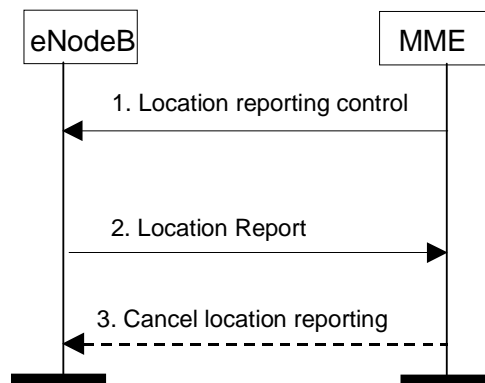 eNodeB
MME
1. Location reporting control
2. Location Report
3. Cancel location reporting